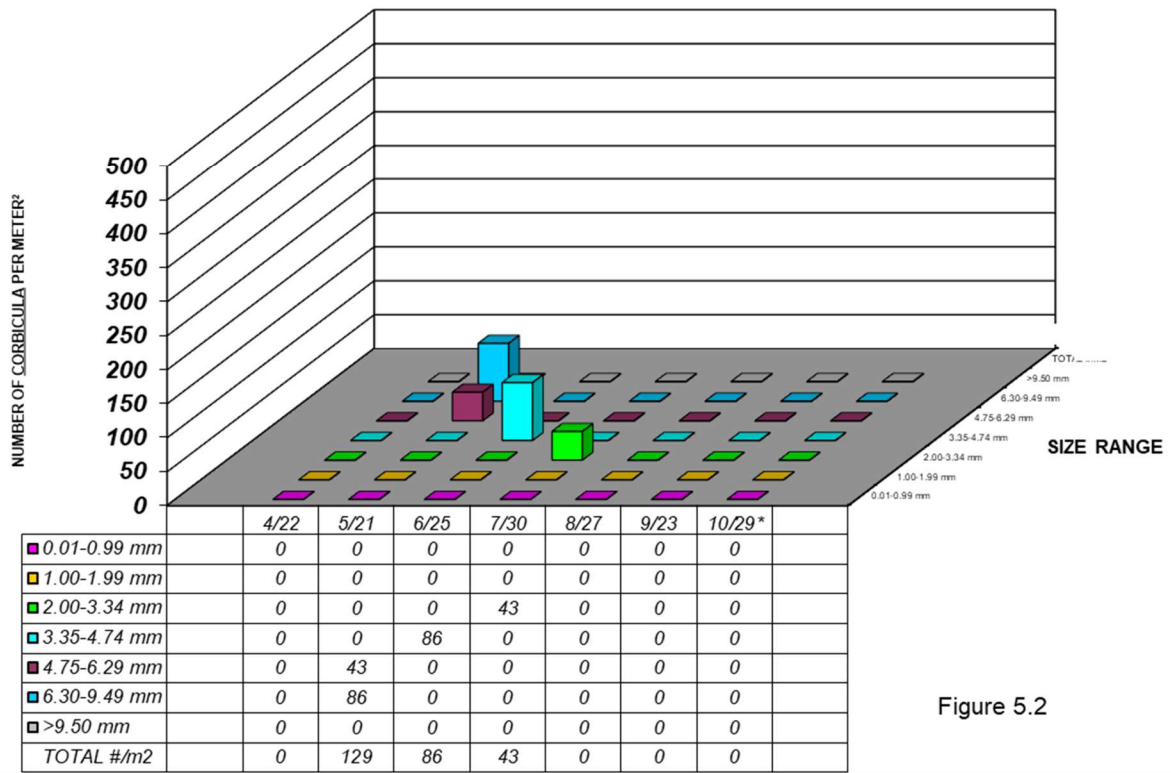 500
450
400
350
300
250
200
150
100
50
0
NUMBER OF CORBICULA PER METER²
>9.50 mm
6.30-9.49 mm
4.75-6.29 mm
3.35-4.74 mm
2.00-3.34 mm
1.00-1.99 mm
0.01-0.99 mm
SIZE RANGE
4/22 5/21 6/25 7/30 8/27 9/23 10/29*
0.01-0.99 mm 0 0 0 0 0 0 0
1.00-1.99 mm 0 0 0 0 0 0 0
2.00-3.34 mm 0 0 0 43 0 0 0
3.35-4.74 mm 0 0 86 0 0 0 0
4.75-6.29 mm 0 43 0 0 0 0 0
6.30-9.49 mm 0 86 0 0 0 0 0
>9.50 mm 0 0 0 0 0 0 0
TOTAL #/m2 0 129 86 43 0 0 0
Figure 5.2